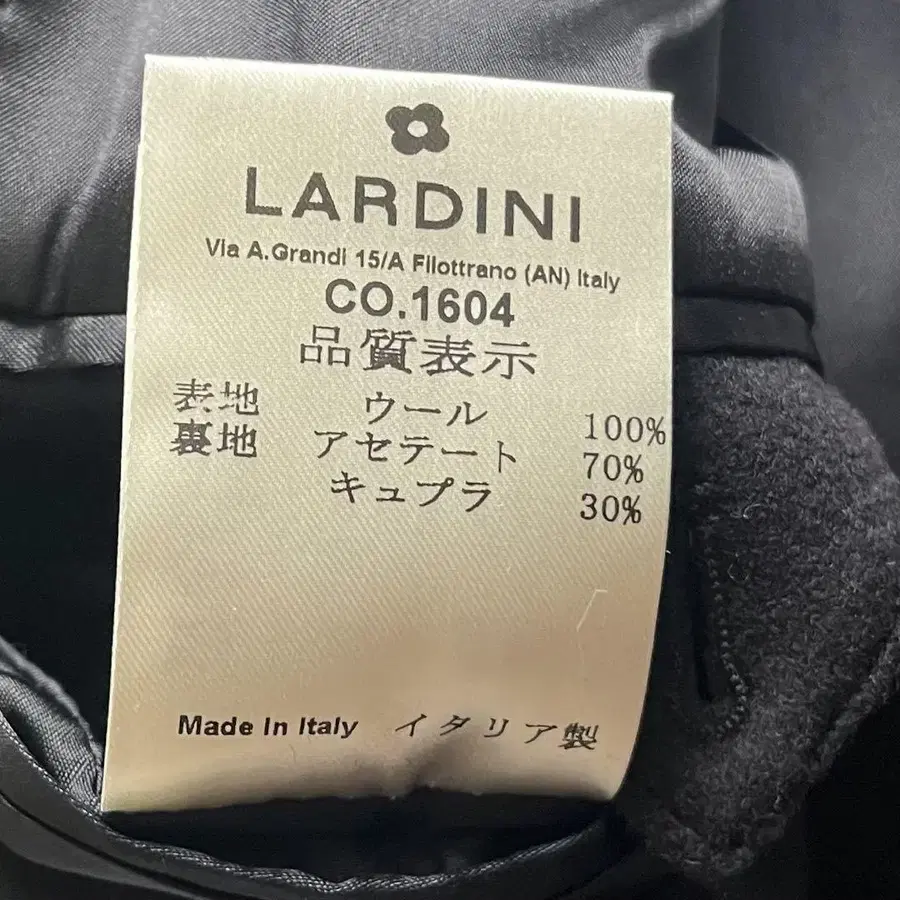 LARDINI
Via A.Grandi 15/A Filottrano (AN) Italy
CO.1604
品質表示
表地 ウール 100%
裏地 アセテート 70%
キュプラ 30%
Made In Italy イタリア製